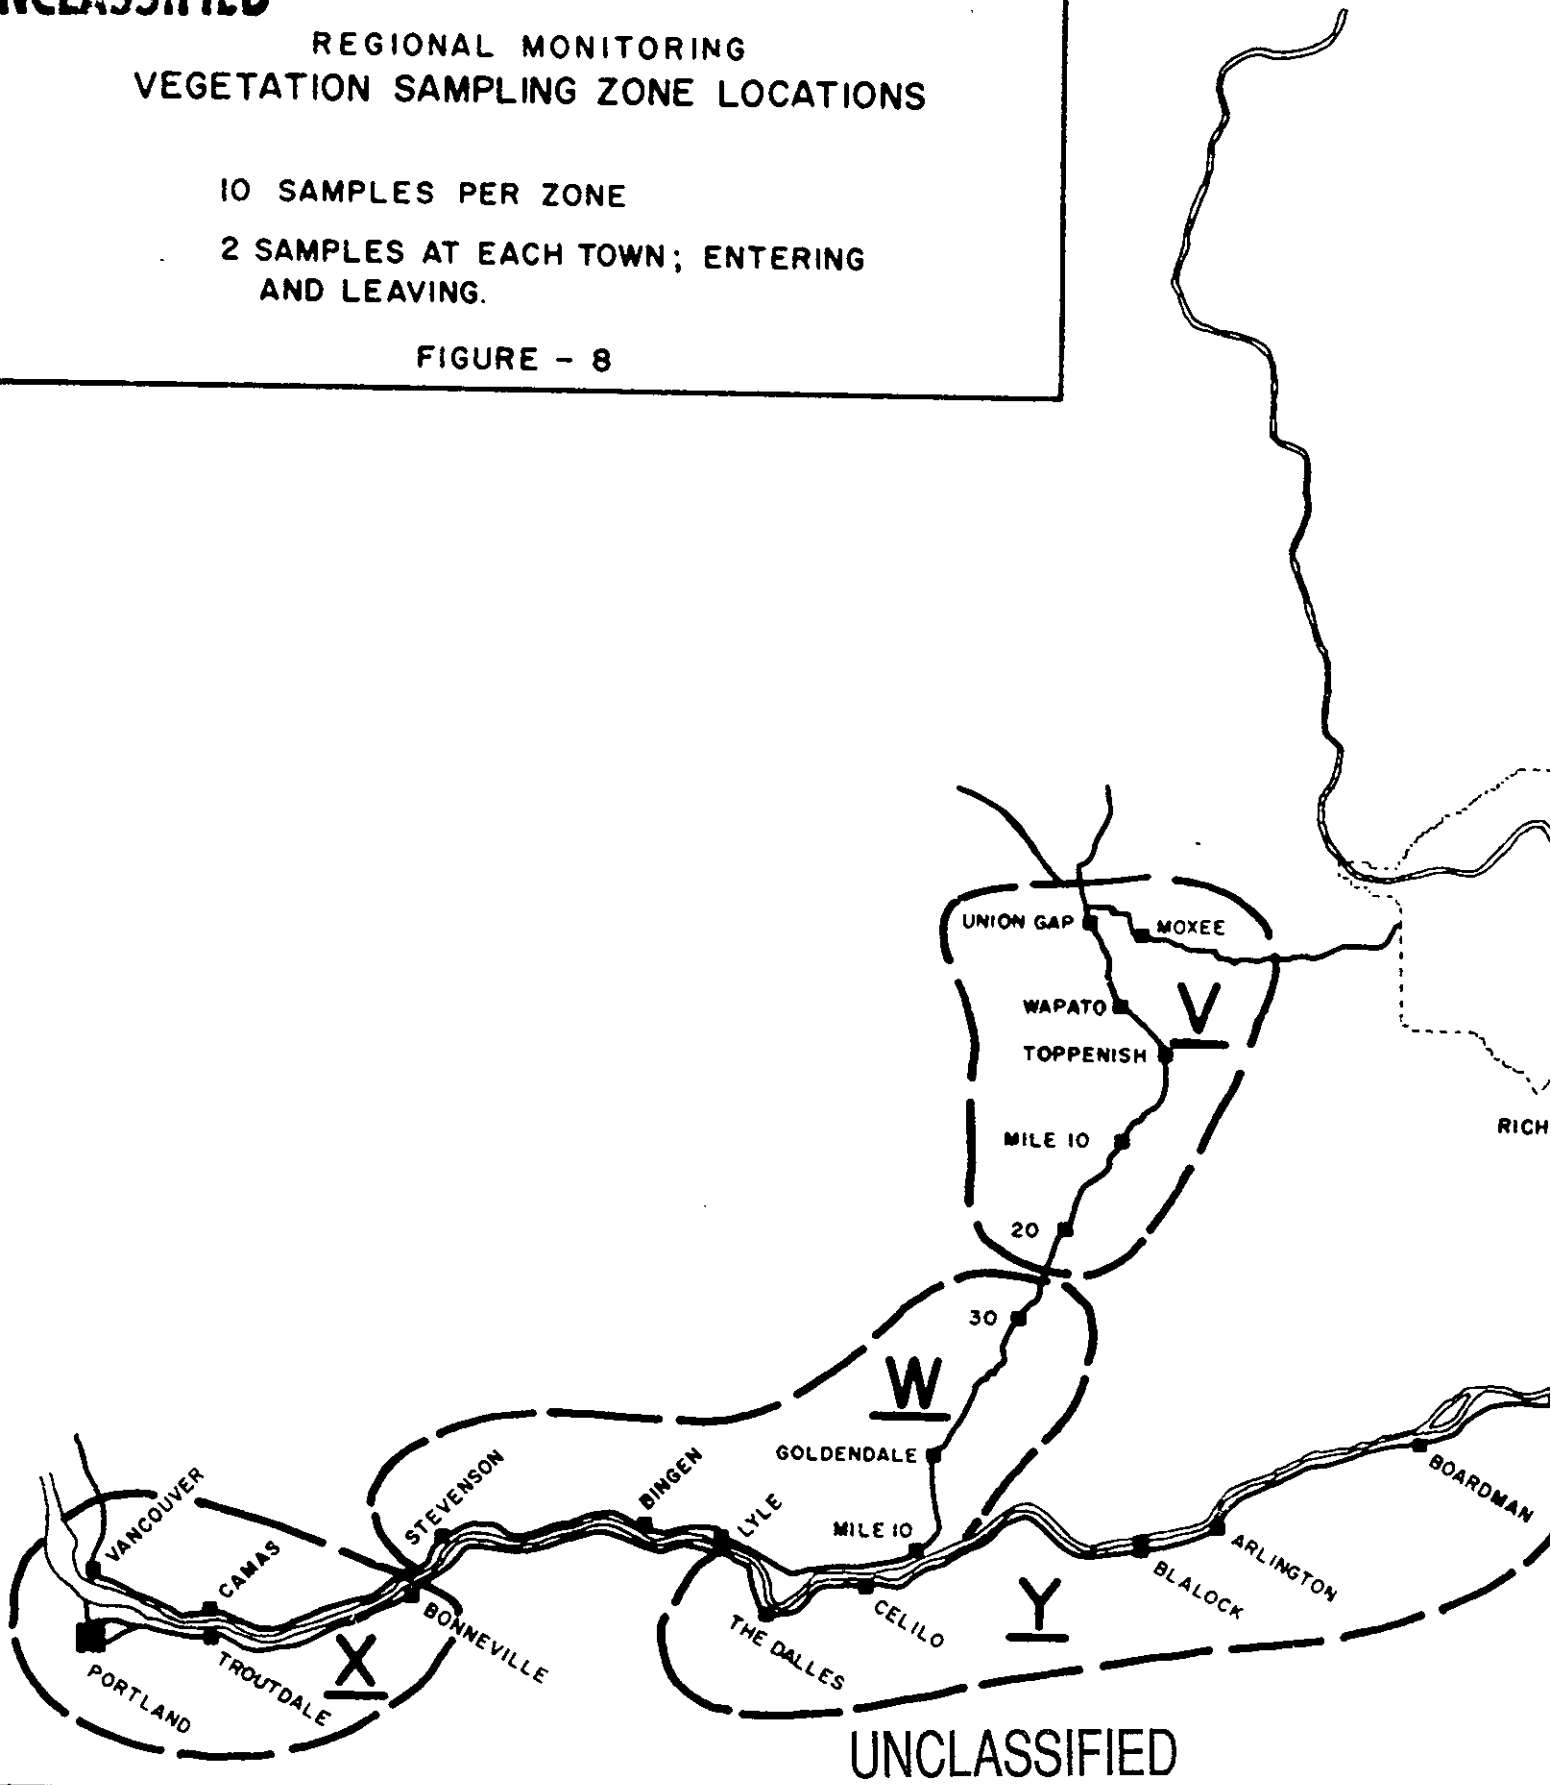 UNCLASSIFIED
REGIONAL MONITORING
VEGETATION SAMPLING ZONE LOCATIONS
10 SAMPLES PER ZONE
2 SAMPLES AT EACH TOWN; ENTERING
AND LEAVING.
FIGURE - 8
UNION GAP
MOXEE
WAPATO
V
TOPPENISH
RICH
MILE 10
20
30
W
GOLDENDALE
STEVENSON
BINGEN
LYLE
MILE 10
VANCOUVER
CAMAS
BOARDMAN
ARLINGTON
BLALOCK
Y
CELILO
THE DALLES
BONNEVILLE
X
TROUTDALE
PORTLAND
UNCLASSIFIED